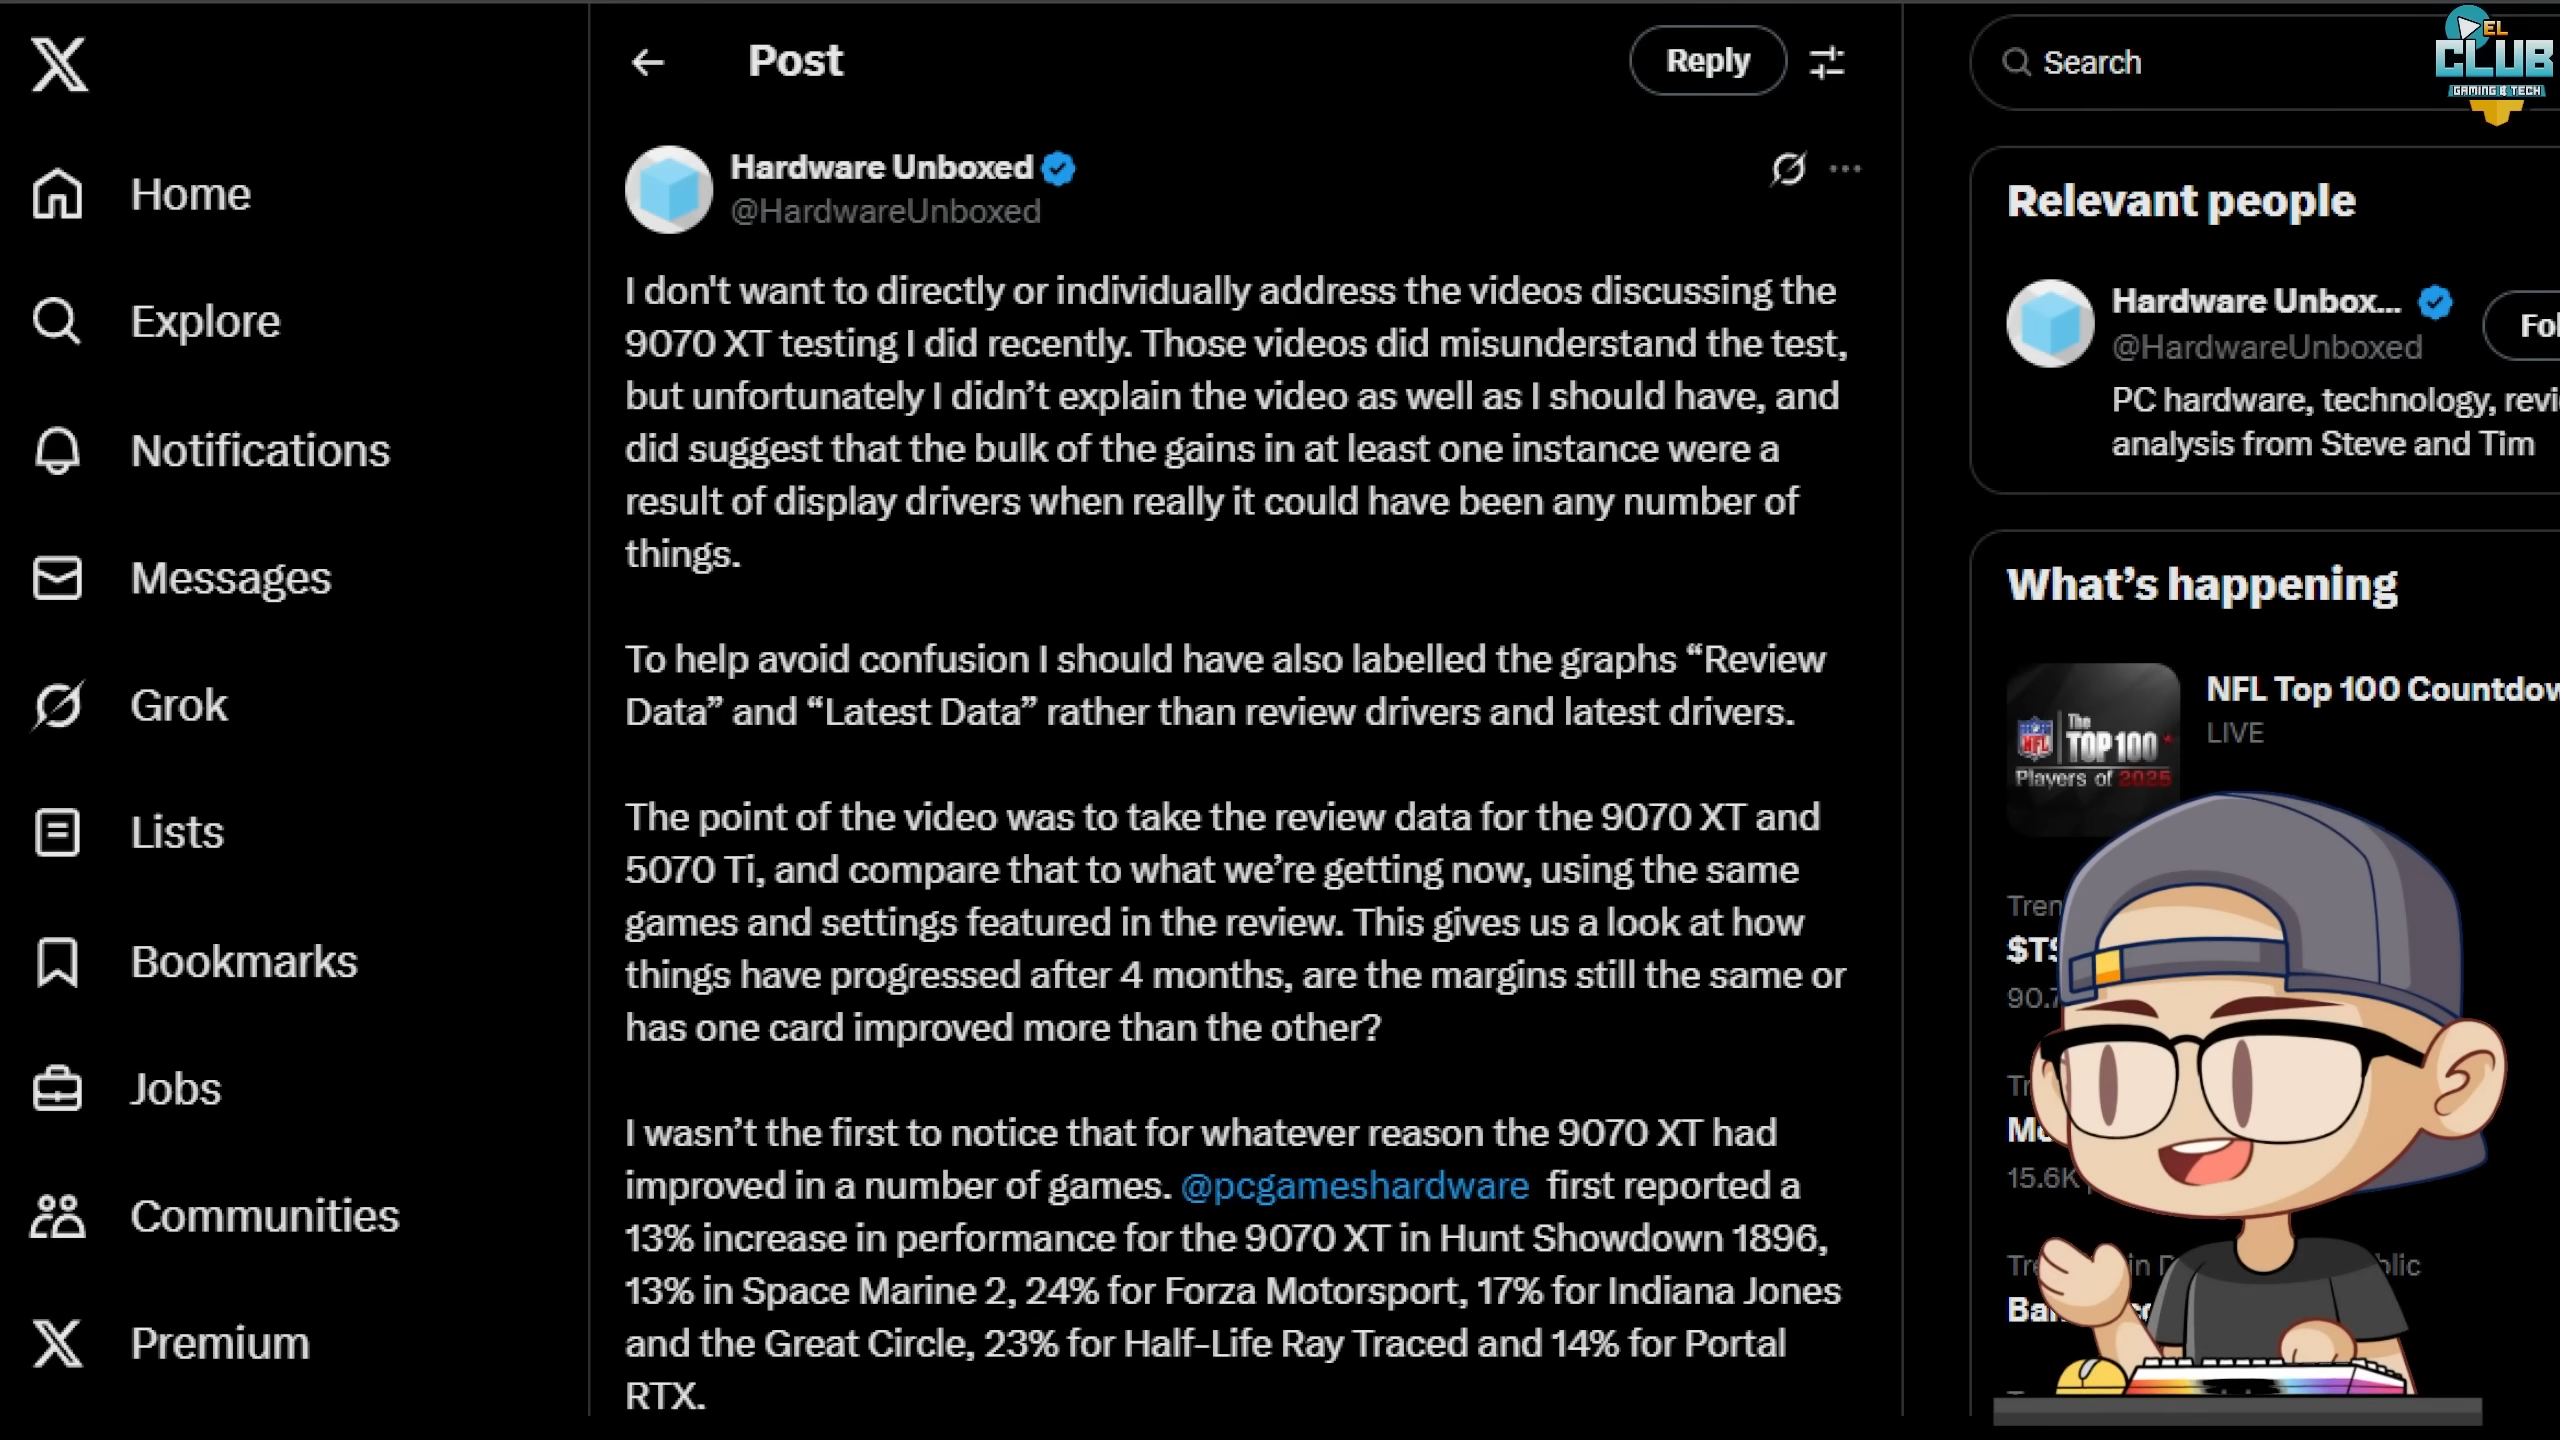 Home
Explore
Notifications
Messages
Grok
Lists
Bookmarks
Jobs
Communities
Premium
Post
Reply
Hardware Unboxed
@HardwareUnboxed
I don't want to directly or individually address the videos discussing the
9070 XT testing I did recently. Those videos did misunderstand the test,
but unfortunately I didn’t explain the video as well as I should have, and
did suggest that the bulk of the gains in at least one instance were a
result of display drivers when really it could have been any number of
things.
To help avoid confusion I should have also labelled the graphs “Review
Data” and “Latest Data” rather than review drivers and latest drivers.
The point of the video was to take the review data for the 9070 XT and
5070 Ti, and compare that to what we’re getting now, using the same
games and settings featured in the review. This gives us a look at how
things have progressed after 4 months, are the margins still the same or
has one card improved more than the other?
I wasn’t the first to notice that for whatever reason the 9070 XT had
improved in a number of games. @pcgameshardware first reported a
13% increase in performance for the 9070 XT in Hunt Showdown 1896,
13% in Space Marine 2, 24% for Forza Motorsport, 17% for Indiana Jones
and the Great Circle, 23% for Half-Life Ray Traced and 14% for Portal
RTX.
Search
EL
CLUB
GAMING & TECH
Relevant people
Hardware Unbox...
@HardwareUnboxed
Fol
PC hardware, technology, revi
analysis from Steve and Tim
What’s happening
NFL
The
TOP 100
Players of 2025
NFL Top 100 Countdow
LIVE
Tren
90.7
15.6K
in
blic